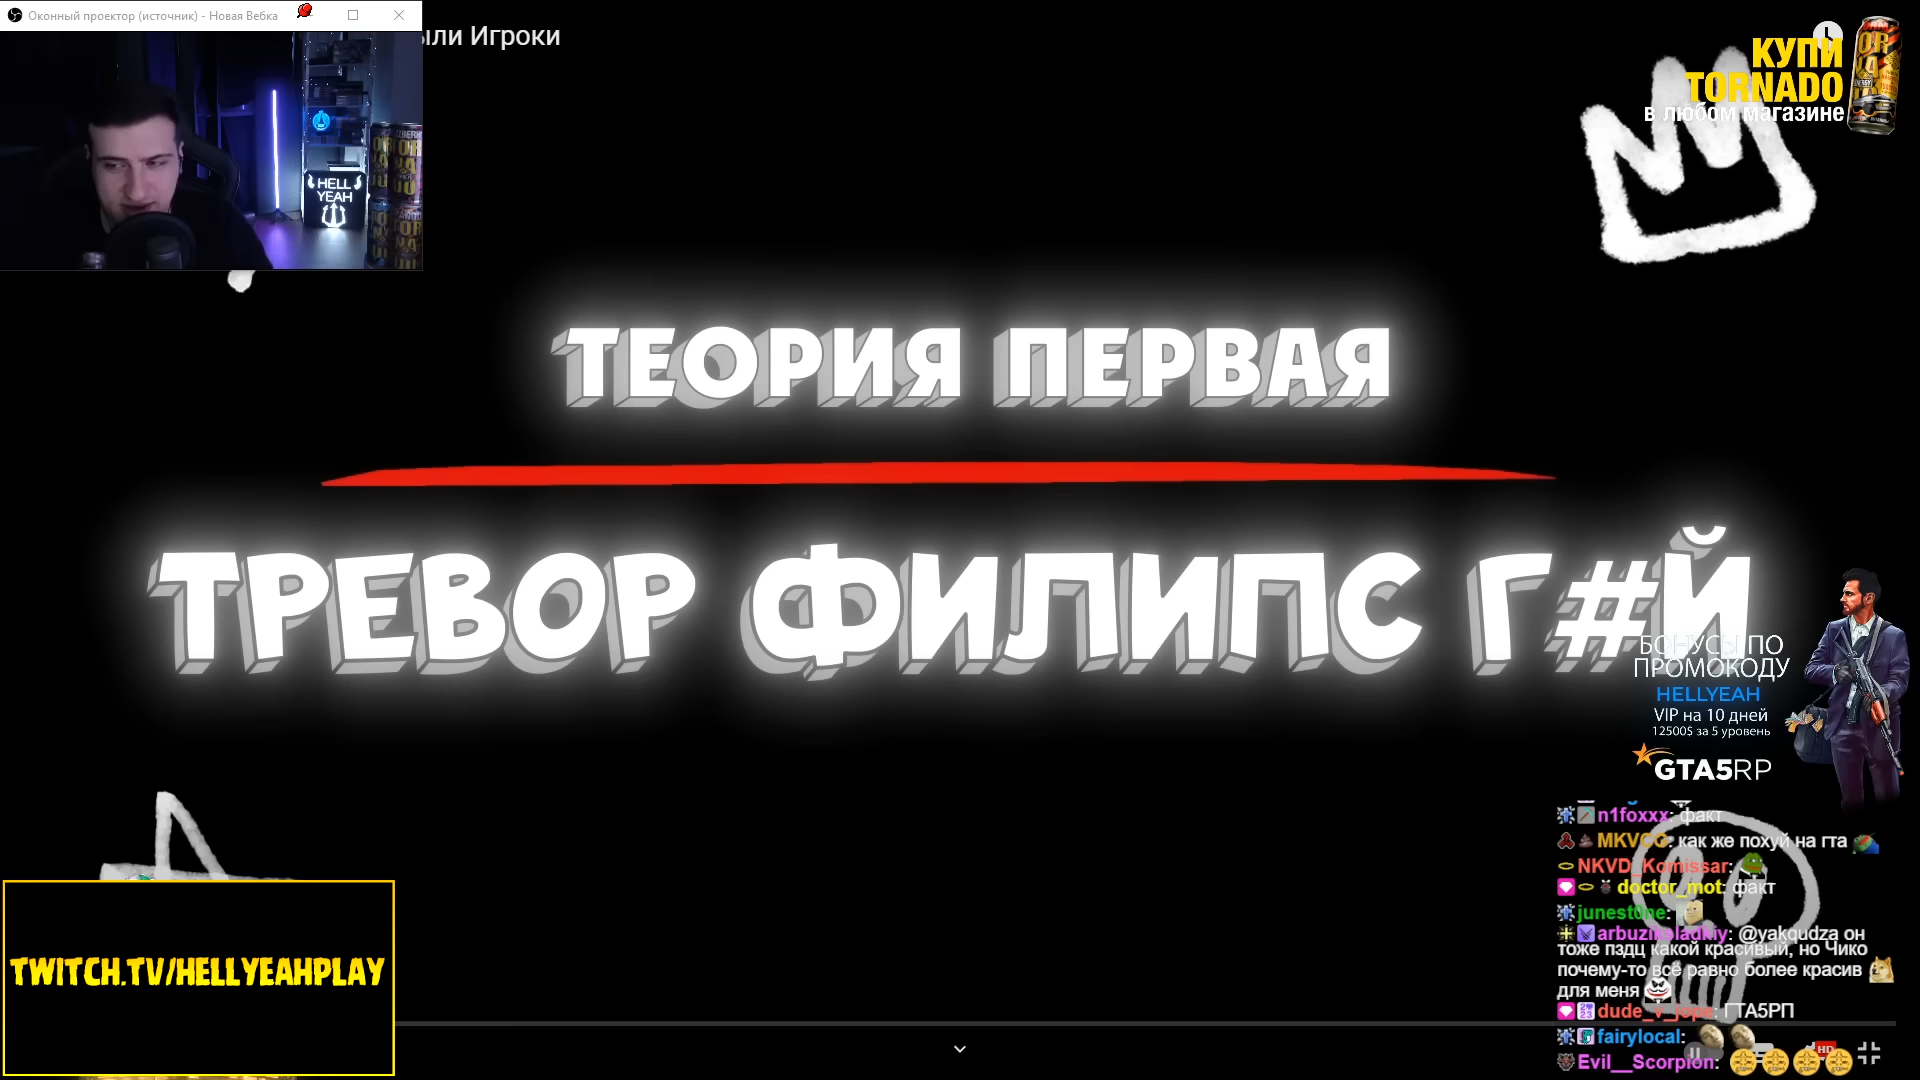 Оконный проектор (источник) - Новая Вебка
ыли Игроки
КУПИ
TORNADO
в любом магазине
HELL
YEAH
ТЕОРИЯ ПЕРВАЯ
ТРЕВОР ФИЛИПС Г#Й
БОНУСЫ ПО
ПРОМОКОДУ
HELLYEAH
VIP на 10 дней
12500$ за 5 уровень
GTA5RP
n1foxxx: факт
MKVCG: как же похуй на гта
NKVD_Komissar:
doctor_mot: факт
junest0ne:
arbuzikoladkiy: @yakqudza он
тоже пздц какой красивый, но Чико
почему-то всё равно более красив
для меня
dude_v_jope: ГТА5РП
fairylocal:
Evil__Scorpion:
HD
TWITCH.TV/HELLYEAHPLAY